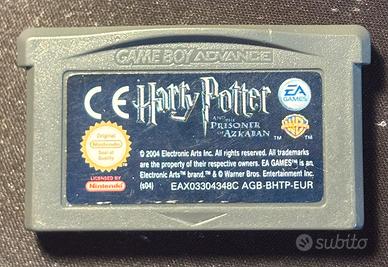 GAME BOY ADVANCE
CE Harry Potter
AND THE
PRISONER
OF
AZKABAN
EA
GAMES
WB
Original
Nintendo
Seal of
Quality
LICENSED BY
Nintendo
© 2004 Electronic Arts Inc. All rights reserved. All trademarks
are the property of their respective owners. EA GAMES™ is an
Electronic Arts™ brand. & © Warner Bros. Entertainment Inc.
(s04) EAX03304348C AGB-BHTP-EUR
subito